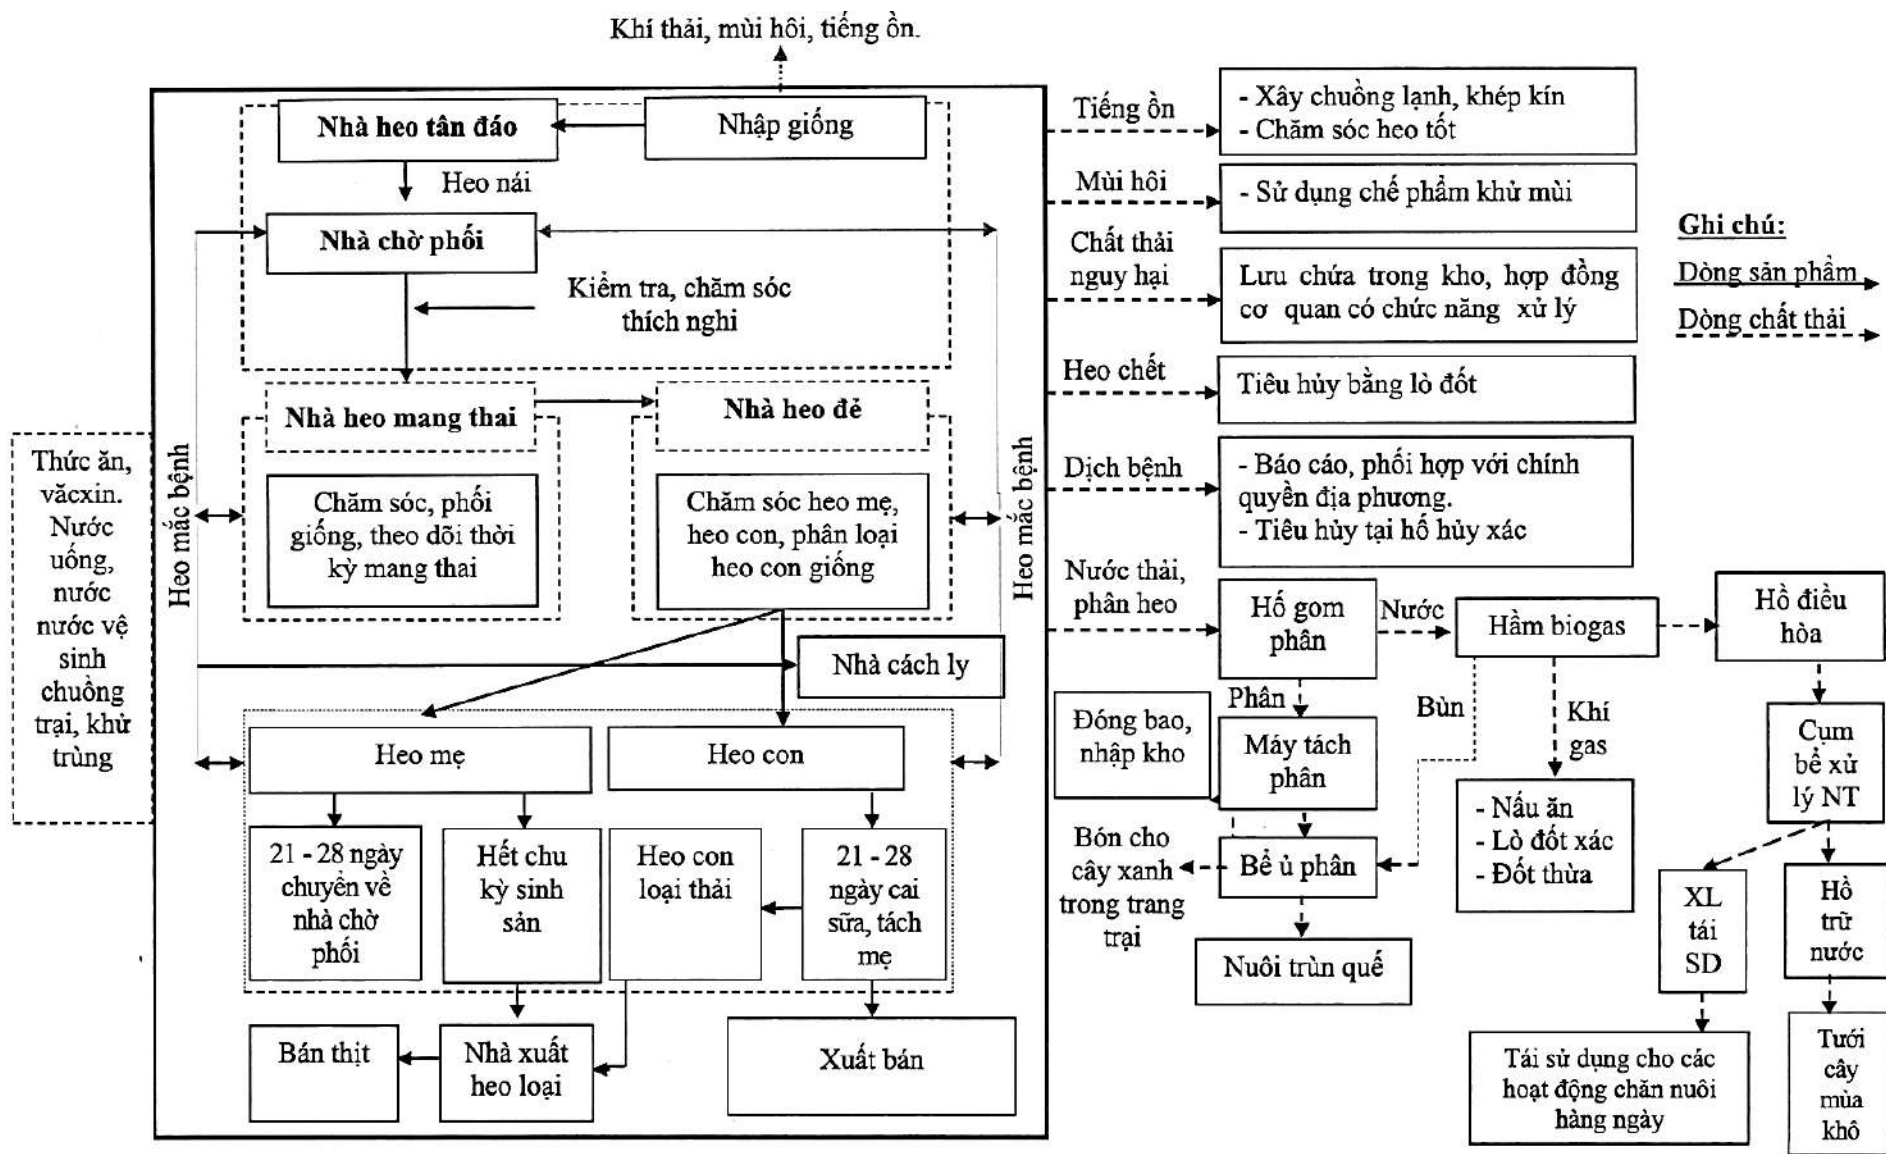 Khí thải, mùi hôi, tiếng ồn.
Nhà heo tân đáo
Nhập giống
Heo nái
Nhà chờ phối
Kiểm tra, chăm sóc
thích nghi
Nhà heo mang thai
Nhà heo đẻ
Chăm sóc, phối
giống, theo dõi thời
kỳ mang thai
Chăm sóc heo mẹ,
heo con, phân loại
heo con giống
Heo mắc bệnh
Heo mắc bệnh
Thức ăn,
văcxin.
Nước
uống,
nước
nước vệ
sinh
chuồng
trại, khử
trùng
Nhà cách ly
Heo mẹ
Heo con
21 - 28 ngày
chuyển về
nhà chờ
phối
Hết chu
kỳ sinh
sản
Heo con
loại thải
21 - 28
ngày cai
sữa, tách
mẹ
Bán thịt
Nhà xuất
heo loại
Xuất bán
Tiếng ồn
- Xây chuồng lạnh, khép kín
- Chăm sóc heo tốt
Mùi hôi
- Sử dụng chế phẩm khử mùi
Chất thải
nguy hại
Lưu chứa trong kho, hợp đồng
cơ quan có chức năng xử lý
Heo chết
Tiêu hủy bằng lò đốt
Dịch bệnh
- Báo cáo, phối hợp với chính
quyền địa phương.
- Tiêu hủy tại hố hủy xác
Nước thải,
phân heo
Hố gom
phân
Nước
Hầm biogas
Hồ điều
hòa
Phân
Bùn
Khí
gas
Đóng bao,
nhập kho
Máy tách
phân
Cụm
bể xử
lý NT
- Nấu ăn
- Lò đốt xác
- Đốt thừa
Bón cho
cây xanh
trong trang
trại
Bể ủ phân
Nuôi trùn quế
XL
tái
SD
Hồ
trữ
nước
Tái sử dụng cho các
hoạt động chăn nuôi
hàng ngày
Tưới
cây
mùa
khô
Ghi chú:
Dòng sản phẩm
Dòng chất thải